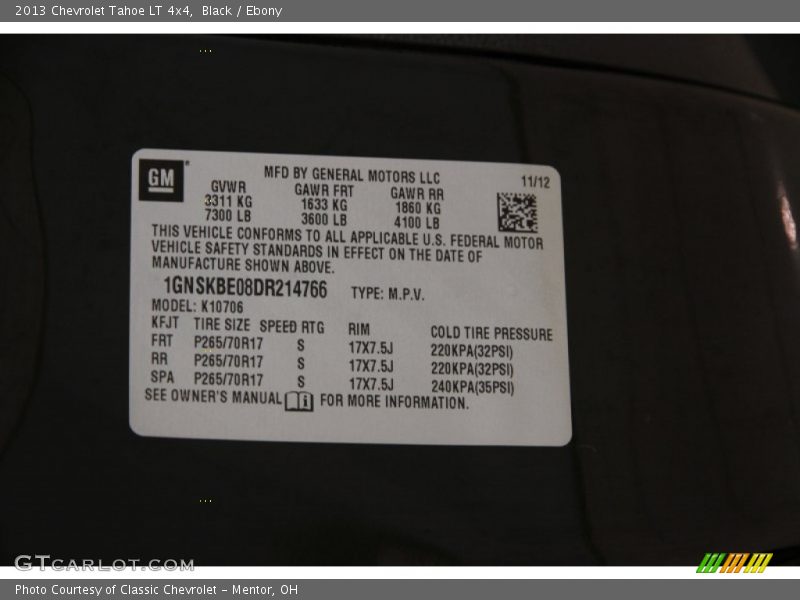 2013 Chevrolet Tahoe LT 4x4, Black / Ebony
GM
MFD BY GENERAL MOTORS LLC
11/12
GVWR GAWR FRT GAWR RR
3311 KG 1633 KG 1860 KG
7300 LB 3600 LB 4100 LB
THIS VEHICLE CONFORMS TO ALL APPLICABLE U.S. FEDERAL MOTOR
VEHICLE SAFETY STANDARDS IN EFFECT ON THE DATE OF
MANUFACTURE SHOWN ABOVE.
1GNSKBE08DR214766 TYPE: M.P.V.
MODEL: K10706
KFJT TIRE SIZE SPEED RTG RIM COLD TIRE PRESSURE
FRT P265/70R17 S 17X7.5J 220KPA(32PSI)
RR P265/70R17 S 17X7.5J 220KPA(32PSI)
SPA P265/70R17 S 17X7.5J 240KPA(35PSI)
SEE OWNER'S MANUAL i FOR MORE INFORMATION.
GTCARLOT.COM
Photo Courtesy of Classic Chevrolet - Mentor, OH